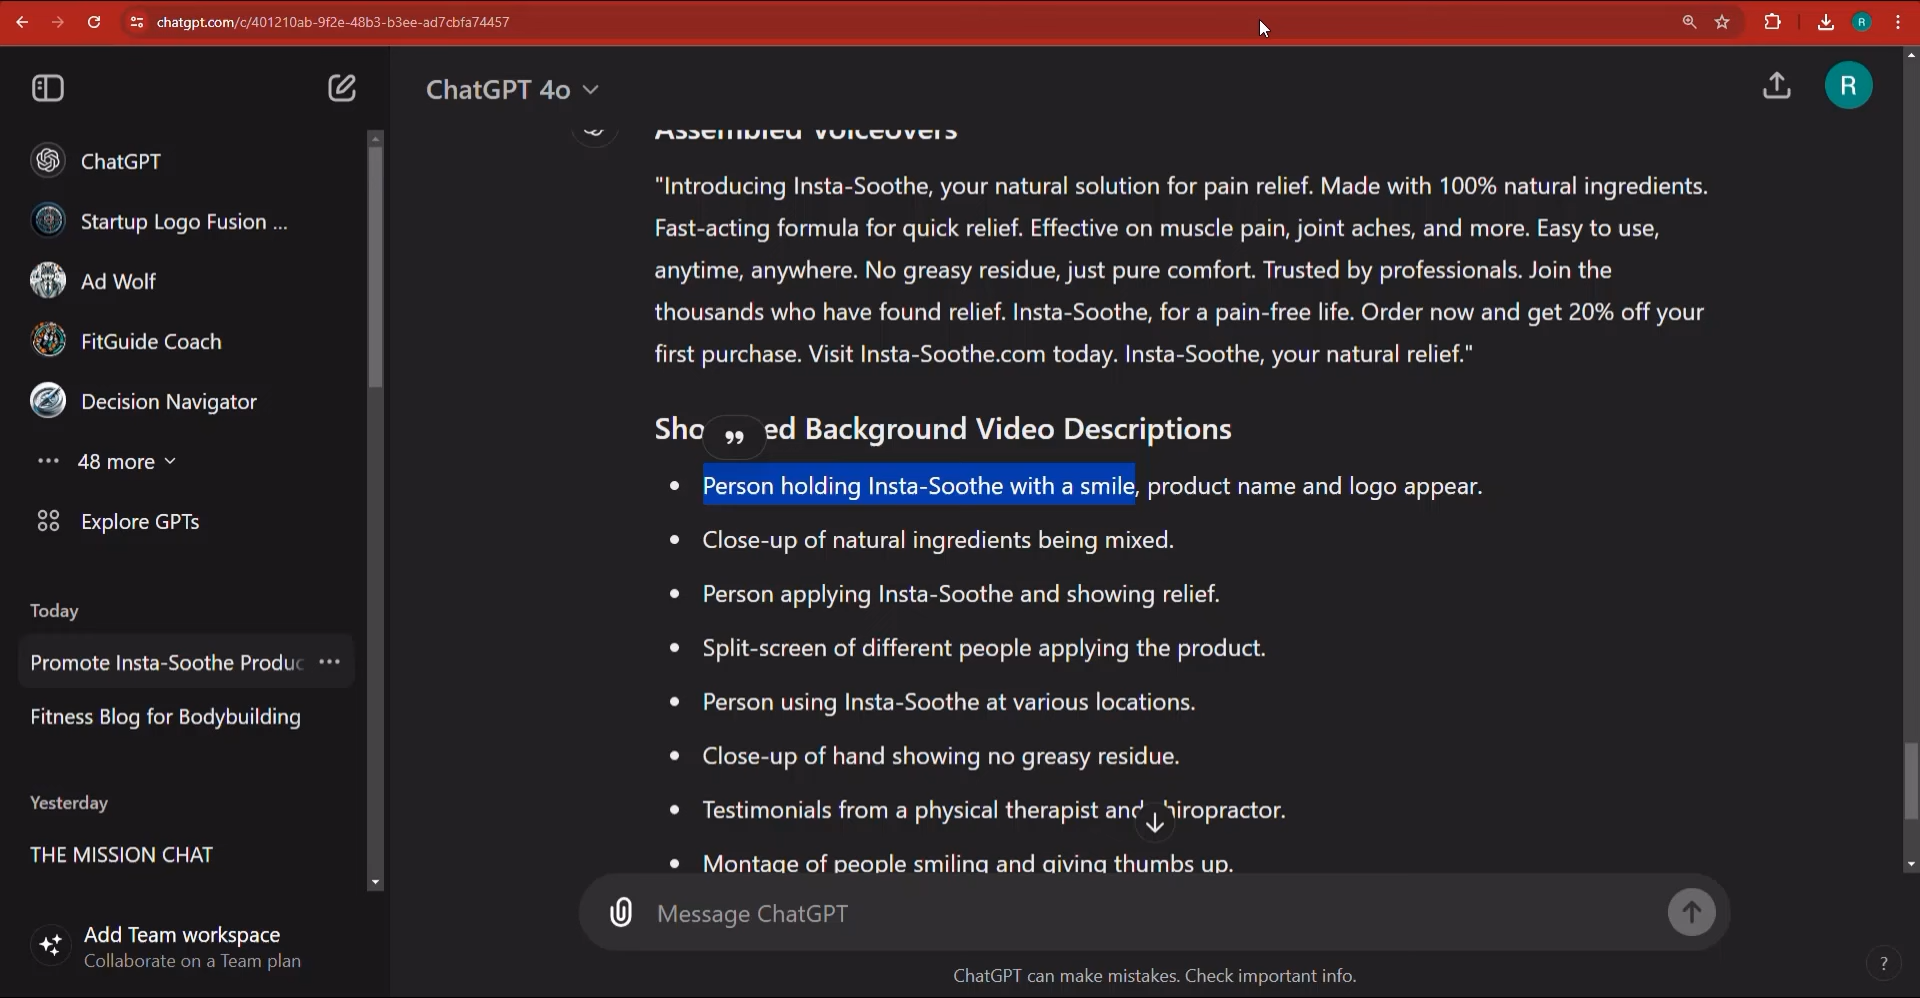 chatgpt.com/c/401210ab-9f2e-48b3-b3ee-ad7cbfa74457
R
ChatGPT 4o
R
ChatGPT
Startup Logo Fusion ...
Ad Wolf
FitGuide Coach
Decision Navigator
48 more
Explore GPTs
Today
Promote Insta-Soothe Produc
Fitness Blog for Bodybuilding
Yesterday
THE MISSION CHAT
Add Team workspace
Collaborate on a Team plan
Assembled Voiceovers
"Introducing Insta-Soothe, your natural solution for pain relief. Made with 100% natural ingredients.
Fast-acting formula for quick relief. Effective on muscle pain, joint aches, and more. Easy to use,
anytime, anywhere. No greasy residue, just pure comfort. Trusted by professionals. Join the
thousands who have found relief. Insta-Soothe, for a pain-free life. Order now and get 20% off your
first purchase. Visit Insta-Soothe.com today. Insta-Soothe, your natural relief."
Background Video Descriptions
• Person holding Insta-Soothe with a smile, product name and logo appear.
• Close-up of natural ingredients being mixed.
• Person applying Insta-Soothe and showing relief.
• Split-screen of different people applying the product.
• Person using Insta-Soothe at various locations.
• Close-up of hand showing no greasy residue.
• Testimonials from a physical therapist and chiropractor.
• Montage of people smiling and giving thumbs up.
Message ChatGPT
ChatGPT can make mistakes. Check important info.
?